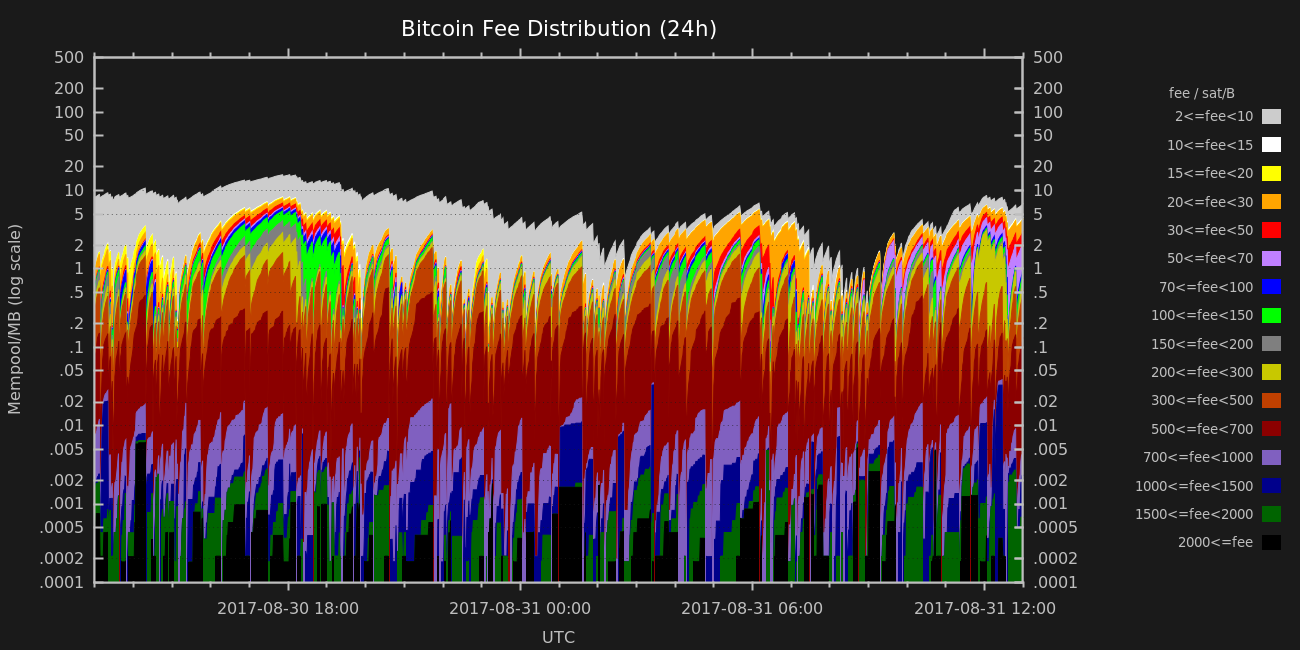 Bitcoin Fee Distribution (24h)
Mempool/MB (log scale)
500
200
100
50
20
10
5
2
1
.5
.2
.1
.05
.02
.01
.005
.002
.001
.0005
.0002
.0001
500
200
100
50
20
10
5
2
1
.5
.2
.1
.05
.02
.01
.005
.002
.001
.0005
.0002
.0001
2017-08-30 18:00
2017-08-31 00:00
2017-08-31 06:00
2017-08-31 12:00
UTC
fee / sat/B
2<=fee<10
10<=fee<15
15<=fee<20
20<=fee<30
30<=fee<50
50<=fee<70
70<=fee<100
100<=fee<150
150<=fee<200
200<=fee<300
300<=fee<500
500<=fee<700
700<=fee<1000
1000<=fee<1500
1500<=fee<2000
2000<=fee